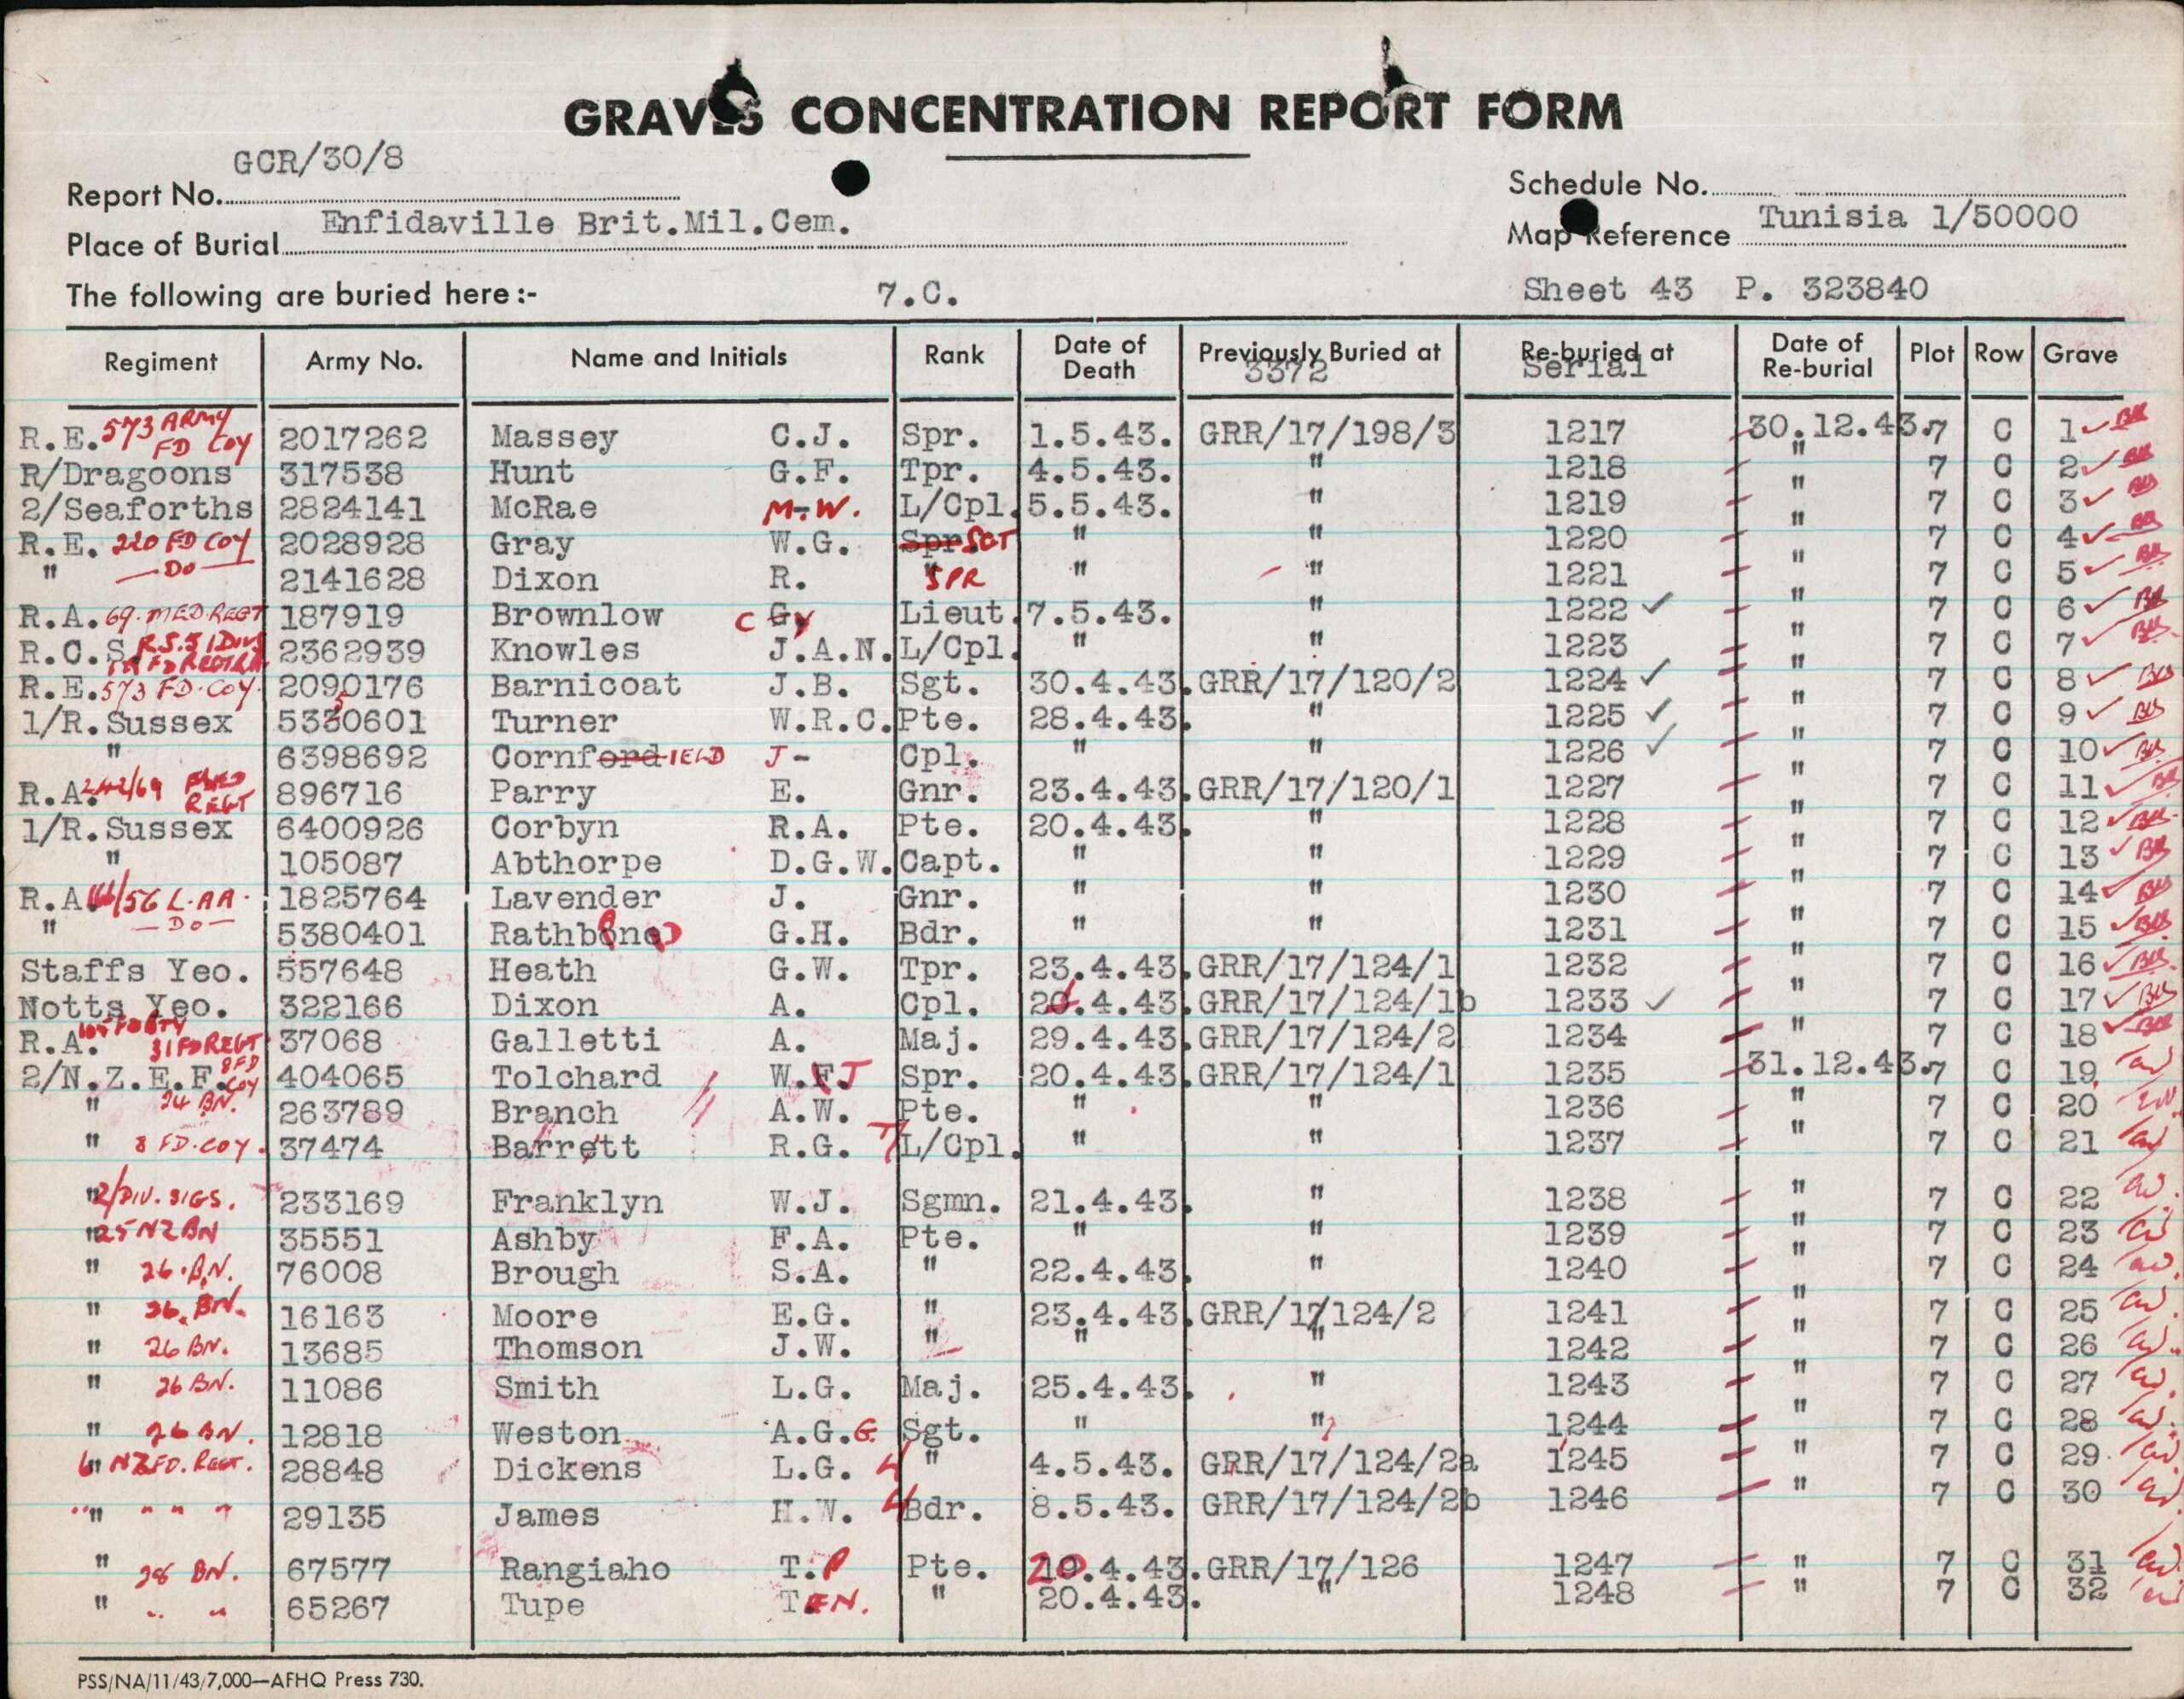 GRAVES CONCENTRATION REPORT FORM
GCR/30/8
Report No.
Schedule No.
Enfidaville Brit.Mil.Cem.
Place of Burial
Tunisia 1/50000
Map Reference
The following are buried here:- 7.C.
Sheet 43 P. 323840
Regiment Army No. Name and Initials Rank Date of Death Previously Buried at 3372 Re-buried at Serial Date of Re-burial Plot Row Grave
R.E. 573 ARMY FD COY 2017262 Massey C.J. Spr. 1.5.43. GRR/17/198/3 1217 30.12.43. 7 C 1
R/Dragoons 317538 Hunt G.F. Tpr. 4.5.43. " 1218 " 7 C 2
2/Seaforths 2824141 McRae M-W. L/Cpl. 5.5.43. " 1219 " 7 C 3
R.E. 220 FD COY 2028928 Gray W.G. Spr SGT " " 1220 " 7 C 4
" —DO— 2141628 Dixon R. " SPR " " 1221 " 7 C 5
R.A. 69.MED.REGT 187919 Brownlow C G Lieut. 7.5.43. " 1222 " 7 C 6
R.C.S. 2362939 Knowles J.A.N. L/Cpl. " " 1223 " 7 C 7
R.E. 573 FD.COY. 2090176 Barnicoat J.B. Sgt. 30.4.43. GRR/17/120/2 1224 " 7 C 8
1/R.Sussex 5330601 5 Turner W.R.C. Pte. 28.4.43. " 1225 " 7 C 9
" 6398692 Cornford IELD J- Cpl. " " 1226 " 7 C 10
R.A. 242/69 REGT 896716 Parry E. Gnr. 23.4.43. GRR/17/120/1 1227 " 7 C 11
1/R.Sussex 6400926 Corbyn R.A. Pte. 20.4.43. " 1228 " 7 C 12
" 105087 Abthorpe D.G.W. Capt. " " 1229 " 7 C 13
R.A. 166/56 L.AA. 1825764 Lavender J. Gnr. " " 1230 " 7 C 14
" —DO— 5380401 Rathbone G.H. Bdr. " " 1231 " 7 C 15
Staffs Yeo. 557648 Heath G.W. Tpr. 23.4.43. GRR/17/124/1 1232 " 7 C 16
Notts Yeo. 322166 Dixon A. Cpl. 20.4.43. GRR/17/124/1b 1233 " 7 C 17
R.A. 31 FD REGT 37068 Galletti A. Maj. 29.4.43. GRR/17/124/2 1234 " 7 C 18
2/N.Z.E.F. 8FD COY 404065 Tolchard W.F J Spr. 20.4.43. GRR/17/124/1 1235 31.12.43. 7 C 19
" 24 BN. 263789 Branch A.W. Pte. " " 1236 " 7 C 20
" 8 FD.COY. 37474 Barrett R.G. L/Cpl. " " 1237 " 7 C 21
" 2/DIV. SIGS. 233169 Franklyn W.J. Sgmn. 21.4.43. " 1238 " 7 C 22
" 25 NZ BN 35551 Ashby F.A. Pte. " " 1239 " 7 C 23
" 26.BN. 76008 Brough S.A. " 22.4.43. " 1240 " 7 C 24
" 26.BN. 16163 Moore E.G. " 23.4.43. GRR/17/124/2 1241 " 7 C 25
" 26 BN. 13685 Thomson J.W. " " " 1242 " 7 C 26
" 26 BN. 11086 Smith L.G. Maj. 25.4.43. " 1243 " 7 C 27
" 26 BN. 12818 Weston A.G.G. Sgt. " " 1244 " 7 C 28
" 6 NZ FD. REGT. 28848 Dickens L.G. " 4.5.43. GRR/17/124/2a 1245 " 7 C 29
" " " " 29135 James H.W. Bdr. 8.5.43. GRR/17/124/2b 1246 " 7 C 30
" 28 BN. 67577 Rangiaho T.P Pte. 2019.4.43. GRR/17/126 1247 " 7 C 31
" " " 65267 Tupe T EN. " 20.4.43. " 1248 " 7 C 32
PSS/NA/11/43/7,000—AFHQ Press 730.